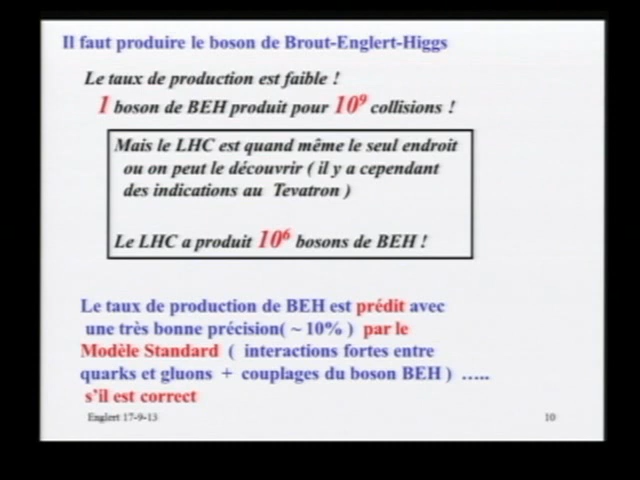 Il faut produire le boson de Brout-Englert-Higgs
Le taux de production est faible !
1 boson de BEH produit pour 10⁹ collisions !
Mais le LHC est quand même le seul endroit
ou on peut le découvrir ( il y a cependant
des indications au Tevatron )
Le LHC a produit 10⁶ bosons de BEH !
Le taux de production de BEH est prédit avec
une très bonne précision( ~ 10% ) par le
Modèle Standard ( interactions fortes entre
quarks et gluons + couplages du boson BEH ) …..
s'il est correct
Englert 17-9-13
10